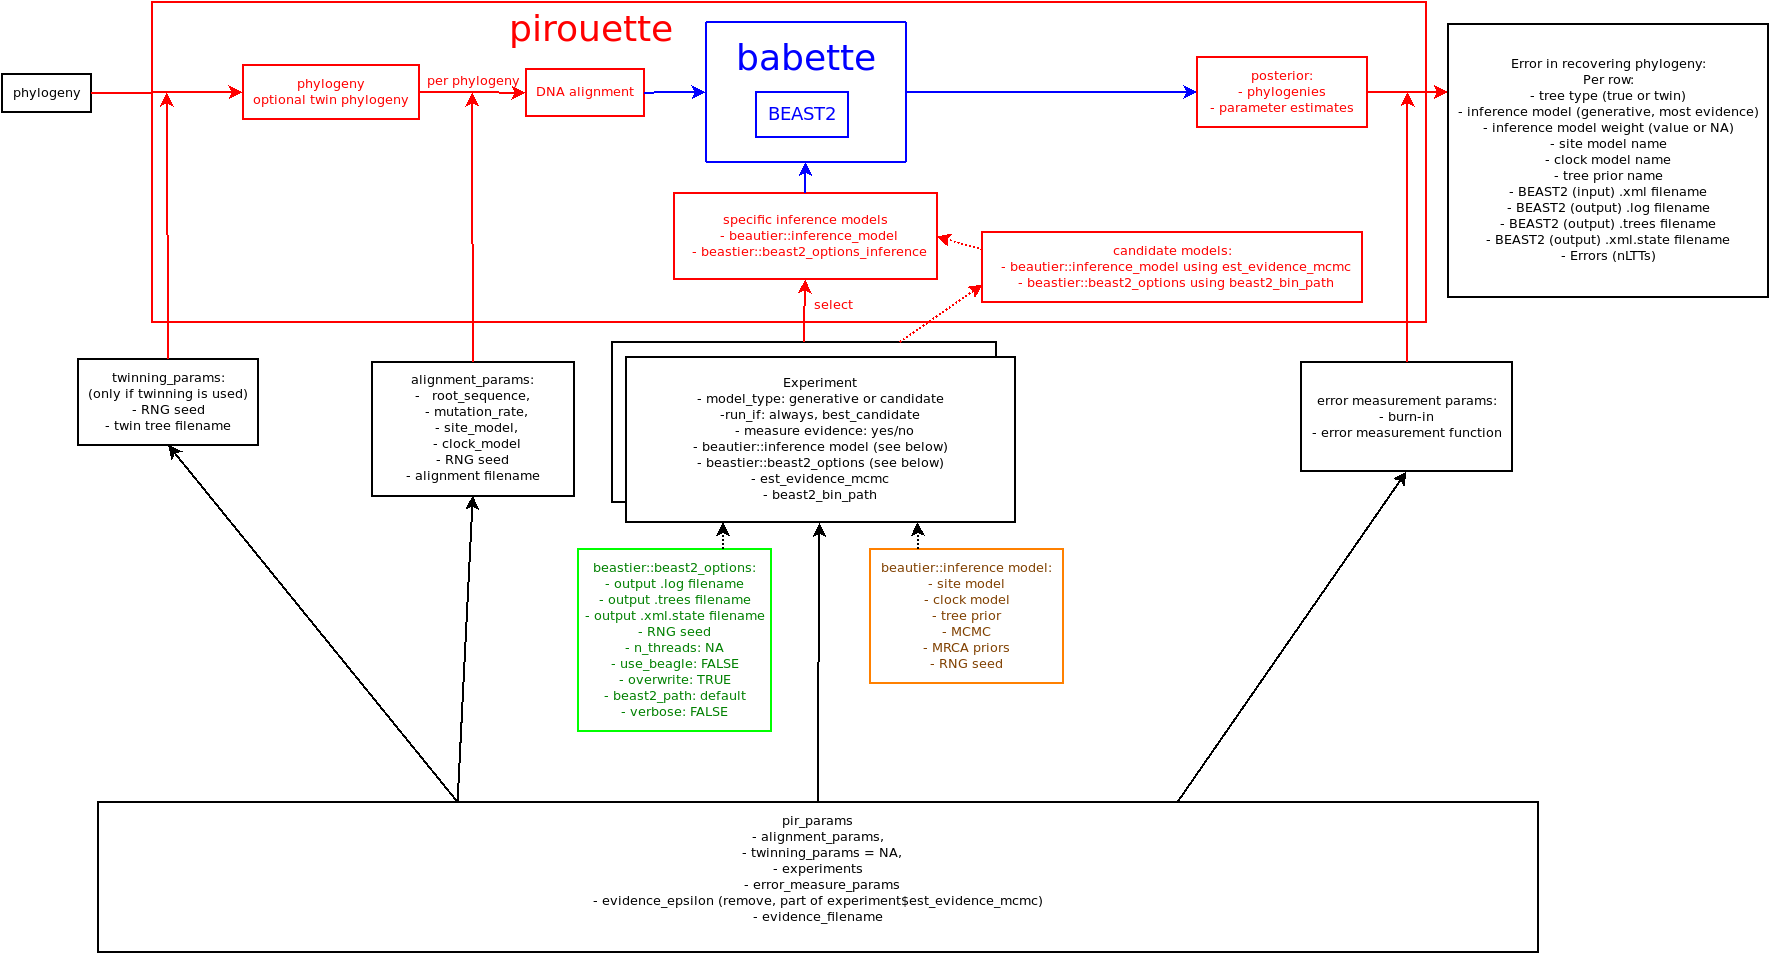 pirouette
babette
BEAST2
phylogeny
phylogeny
optional twin phylogeny
per phylogeny
DNA alignment
posterior:
- phylogenies
- parameter estimates
Error in recovering phylogeny:
Per row:
- tree type (true or twin)
- inference model (generative, most evidence)
- inference model weight (value or NA)
- site model name
- clock model name
- tree prior name
- BEAST2 (input) .xml filename
- BEAST2 (output) .log filename
- BEAST2 (output) .trees filename
- BEAST2 (output) .xml.state filename
- Errors (nLTTs)
specific inference models
- beautier::inference_model
- beastier::beast2_options_inference
candidate models:
- beautier::inference_model using est_evidence_mcmc
- beastier::beast2_options using beast2_bin_path
select
twinning_params:
(only if twinning is used)
- RNG seed
- twin tree filename
alignment_params:
- root_sequence,
- mutation_rate,
- site_model,
- clock_model
- RNG seed
- alignment filename
Experiment
- model_type: generative or candidate
-run_if: always, best_candidate
- measure evidence: yes/no
- beautier::inference model (see below)
- beastier::beast2_options (see below)
- est_evidence_mcmc
- beast2_bin_path
error measurement params:
- burn-in
- error measurement function
beastier::beast2_options:
- output .log filename
- output .trees filename
- output .xml.state filename
- RNG seed
- n_threads: NA
- use_beagle: FALSE
- overwrite: TRUE
- beast2_path: default
- verbose: FALSE
beautier::inference model:
- site model
- clock model
- tree prior
- MCMC
- MRCA priors
- RNG seed
pir_params
- alignment_params,
- twinning_params = NA,
- experiments
- error_measure_params
- evidence_epsilon (remove, part of experiment$est_evidence_mcmc)
- evidence_filename